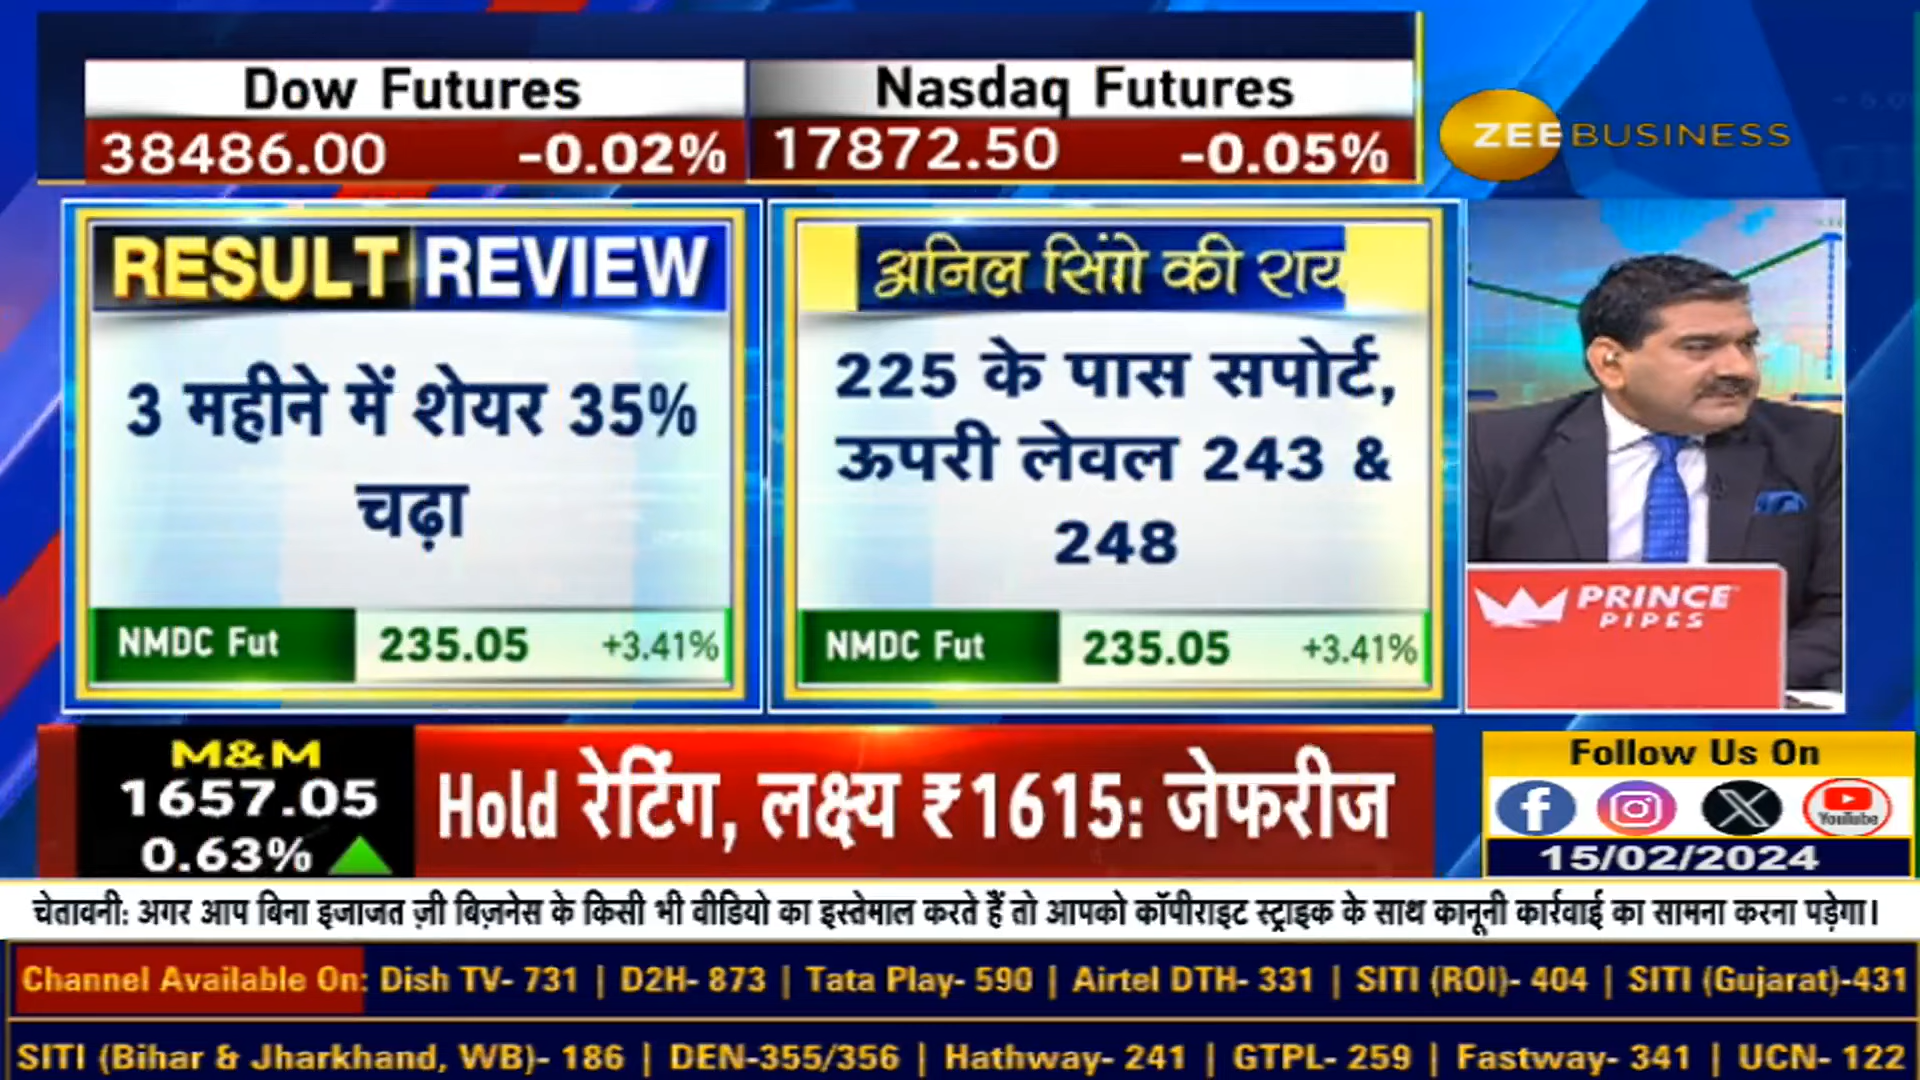 Dow Futures
38486.00 -0.02%
Nasdaq Futures
17872.50 -0.05%
ZEE BUSINESS
RESULT REVIEW
3 महीने में शेयर 35%
चढ़ा
NMDC Fut 235.05 +3.41%
अनिल सिंघवी की राय
225 के पास सपोर्ट,
ऊपरी लेवल 243 &
248
NMDC Fut 235.05 +3.41%
PRINCE
PIPES
M&M
1657.05
0.63%
Hold रेटिंग, लक्ष्य ₹1615: जेफरीज
Follow Us On
YouTube
15/02/2024
चेतावनी: अगर आप बिना इजाजत ज़ी बिज़नेस के किसी भी वीडियो का इस्तेमाल करते हैं तो आपको कॉपीराइट स्ट्राइक के साथ कानूनी कार्रवाई का सामना करना पड़ेगा।
Channel Available On: Dish TV- 731 | D2H- 873 | Tata Play- 590 | Airtel DTH- 331 | SITI (ROI)- 404 | SITI (Gujarat)-431
SITI (Bihar & Jharkhand, WB)- 186 | DEN-355/356 | Hathway- 241 | GTPL- 259 | Fastway- 341 | UCN- 122